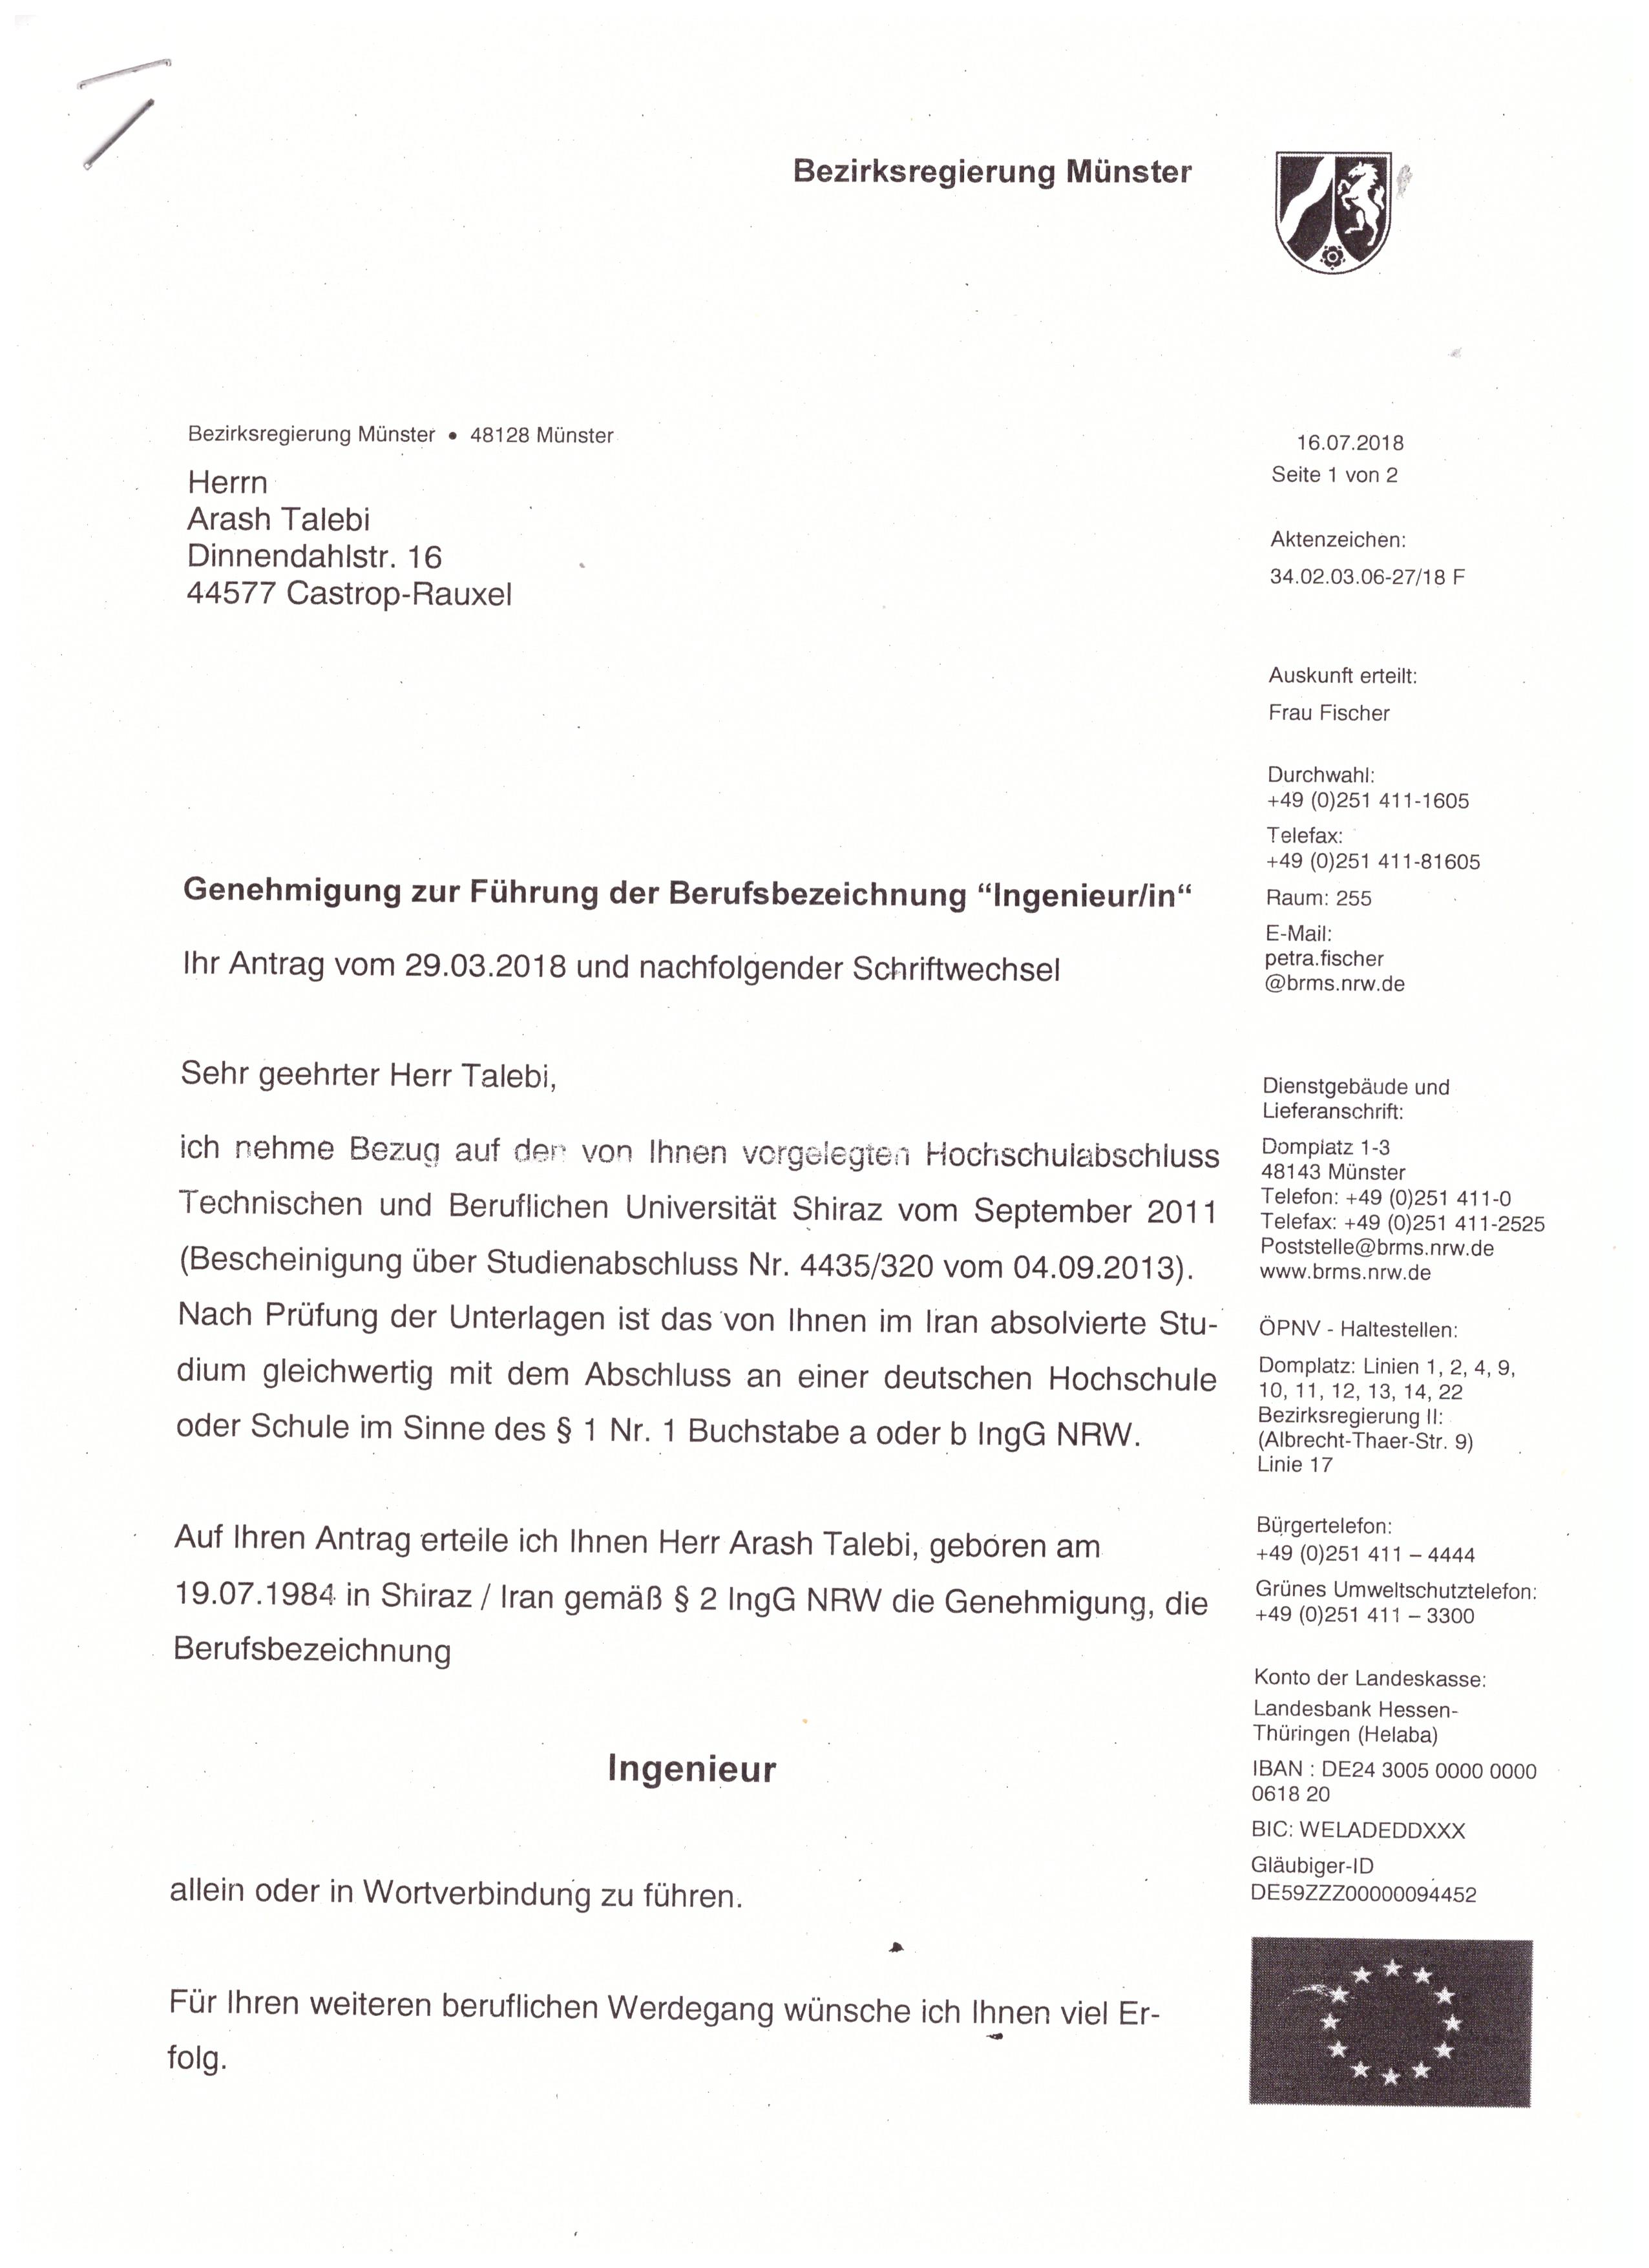 Bezirksregierung Münster
Bezirksregierung Münster • 48128 Münster
Herrn
Arash Talebi
Dinnendahlstr. 16
44577 Castrop-Rauxel
16.07.2018
Seite 1 von 2
Aktenzeichen:
34.02.03.06-27/18 F
Auskunft erteilt:
Frau Fischer
Durchwahl:
+49 (0)251 411-1605
Telefax:
+49 (0)251 411-81605
Raum: 255
E-Mail:
petra.fischer
@brms.nrw.de
Genehmigung zur Führung der Berufsbezeichnung “Ingenieur/in“
Ihr Antrag vom 29.03.2018 und nachfolgender Schriftwechsel
Sehr geehrter Herr Talebi,
ich nehme Bezug auf den von Ihnen vorgelegten Hochschulabschluss
Technischen und Beruflichen Universität Shiraz vom September 2011
(Bescheinigung über Studienabschluss Nr. 4435/320 vom 04.09.2013).
Nach Prüfung der Unterlagen ist das von Ihnen im Iran absolvierte Stu-
dium gleichwertig mit dem Abschluss an einer deutschen Hochschule
oder Schule im Sinne des § 1 Nr. 1 Buchstabe a oder b IngG NRW.
Auf Ihren Antrag erteile ich Ihnen Herr Arash Talebi, geboren am
19.07.1984 in Shiraz / Iran gemäß § 2 IngG NRW die Genehmigung, die
Berufsbezeichnung
Ingenieur
allein oder in Wortverbindung zu führen.
Für Ihren weiteren beruflichen Werdegang wünsche ich Ihnen viel Er-
folg.
Dienstgebäude und
Lieferanschrift:
Domplatz 1-3
48143 Münster
Telefon: +49 (0)251 411-0
Telefax: +49 (0)251 411-2525
Poststelle@brms.nrw.de
www.brms.nrw.de
ÖPNV - Haltestellen:
Domplatz: Linien 1, 2, 4, 9,
10, 11, 12, 13, 14, 22
Bezirksregierung II:
(Albrecht-Thaer-Str. 9)
Linie 17
Bürgertelefon:
+49 (0)251 411 – 4444
Grünes Umweltschutztelefon:
+49 (0)251 411 – 3300
Konto der Landeskasse:
Landesbank Hessen-
Thüringen (Helaba)
IBAN : DE24 3005 0000 0000
0618 20
BIC: WELADEDDXXX
Gläubiger-ID
DE59ZZZ00000094452